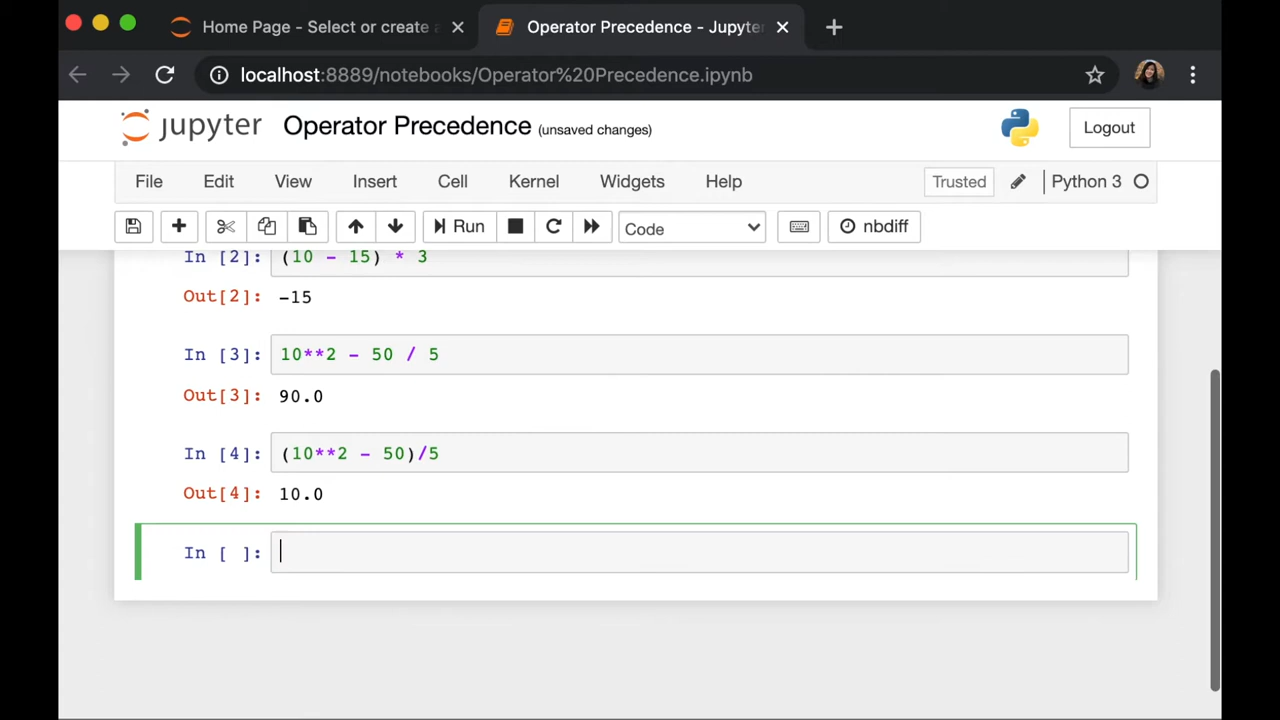 Home Page - Select or create a
Operator Precedence - Jupyter
localhost:8889/notebooks/Operator%20Precedence.ipynb
jupyter Operator Precedence (unsaved changes)
Logout
File Edit View Insert Cell Kernel Widgets Help
Trusted Python 3
Run Code nbdiff
In [2]: (10 - 15) * 3
Out[2]: -15
In [3]: 10**2 - 50 / 5
Out[3]: 90.0
In [4]: (10**2 - 50)/5
Out[4]: 10.0
In [ ]: